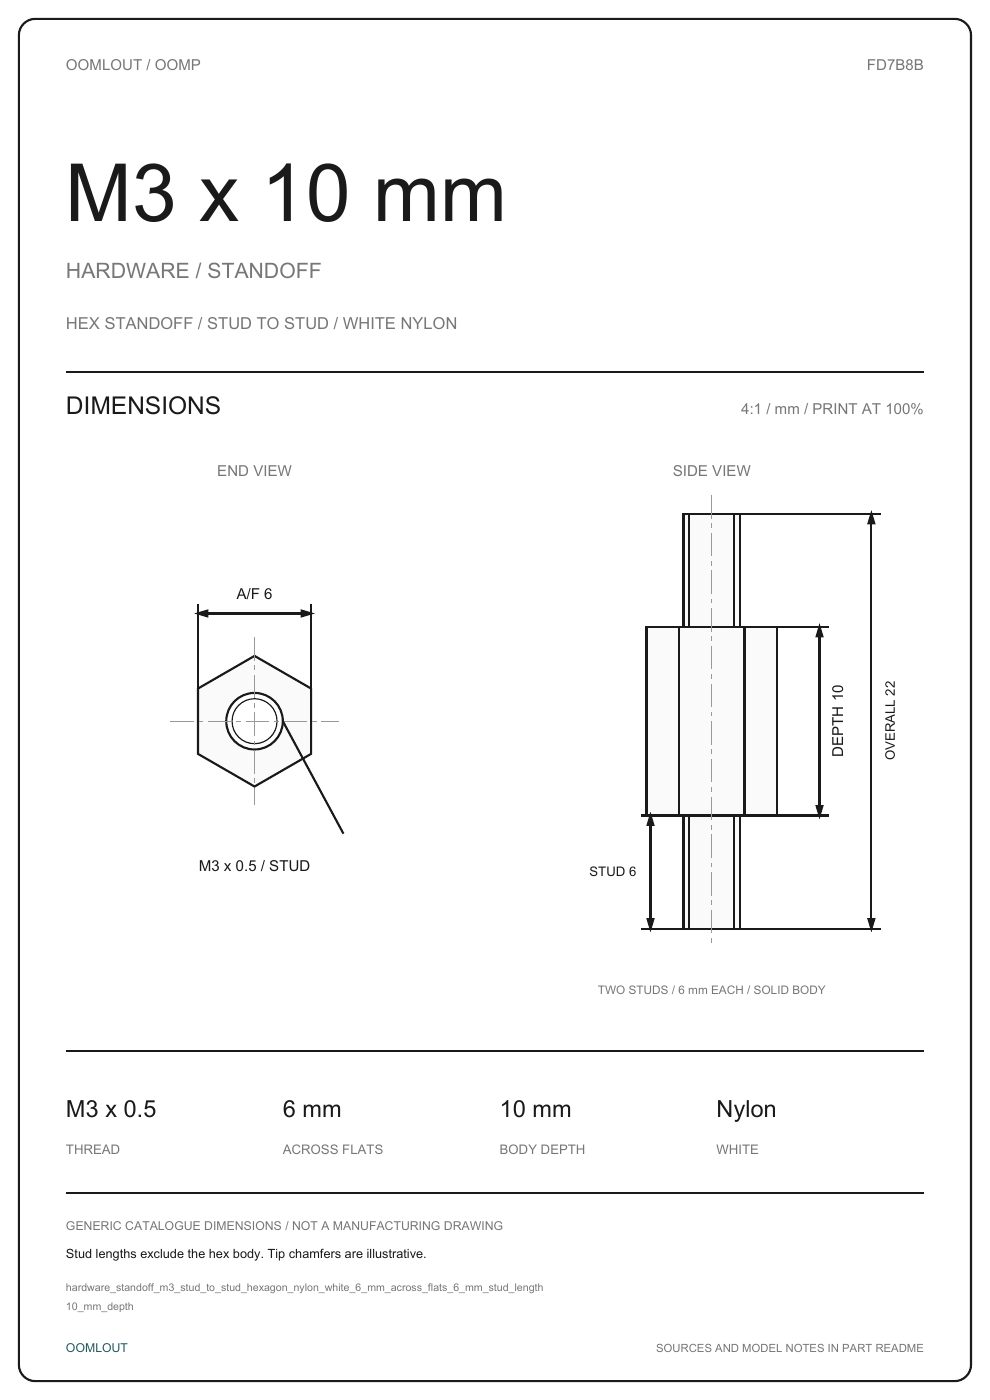 OOMLOUT / OOMP
FD7B8B
M3 x 10 mm
HARDWARE / STANDOFF
HEX STANDOFF / STUD TO STUD / WHITE NYLON
DIMENSIONS
4:1 / mm / PRINT AT 100%
END VIEW
SIDE VIEW
A/F 6
DEPTH 10
OVERALL 22
M3 x 0.5 / STUD
STUD 6
TWO STUDS / 6 mm EACH / SOLID BODY
M3 x 0.5
6 mm
10 mm
Nylon
THREAD
ACROSS FLATS
BODY DEPTH
WHITE
GENERIC CATALOGUE DIMENSIONS / NOT A MANUFACTURING DRAWING
Stud lengths exclude the hex body. Tip chamfers are illustrative.
hardware_standoff_m3_stud_to_stud_hexagon_nylon_white_6_mm_across_flats_6_mm_stud_length
10_mm_depth
OOMLOUT
SOURCES AND MODEL NOTES IN PART README